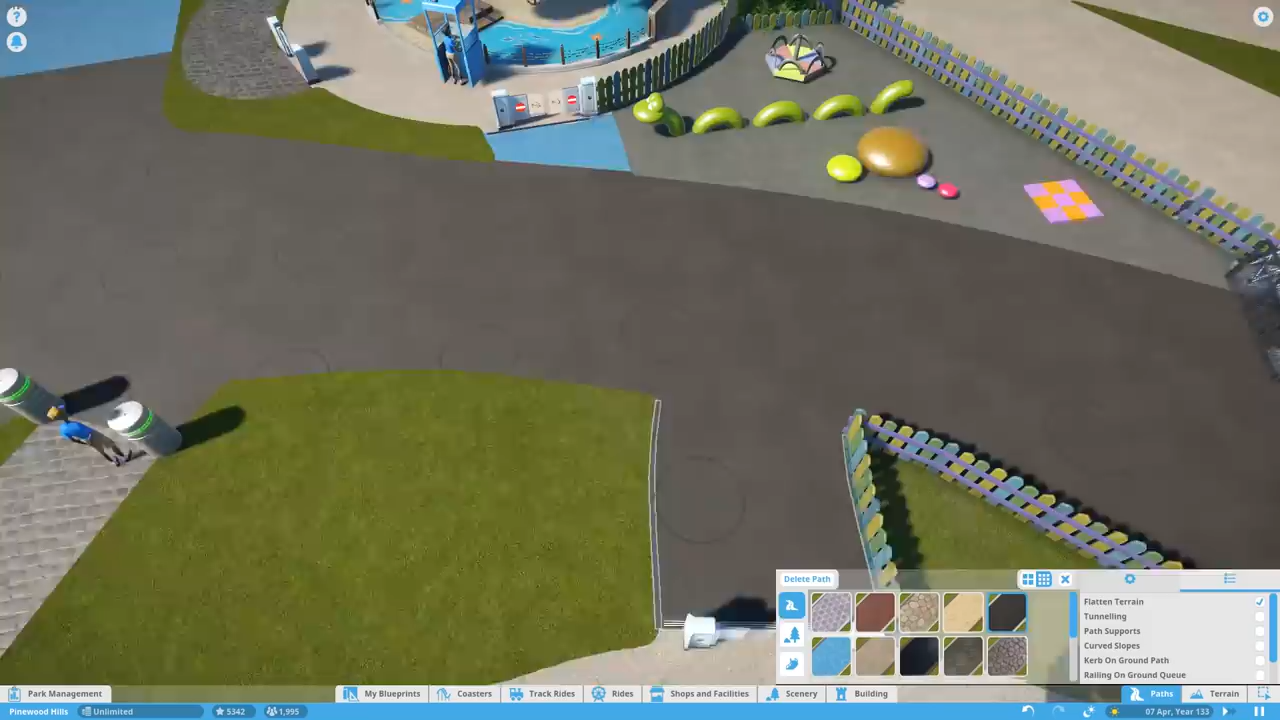 Delete Path
Flatten Terrain
Tunnelling
Path Supports
Curved Slopes
Kerb On Ground Path
Railing On Ground Queue
Park Management
My Blueprints
Coasters
Track Rides
Rides
Shops and Facilities
Scenery
Building
Paths
Terrain
Pinewood Hills
Unlimited
5342
1,995
07 Apr, Year 133